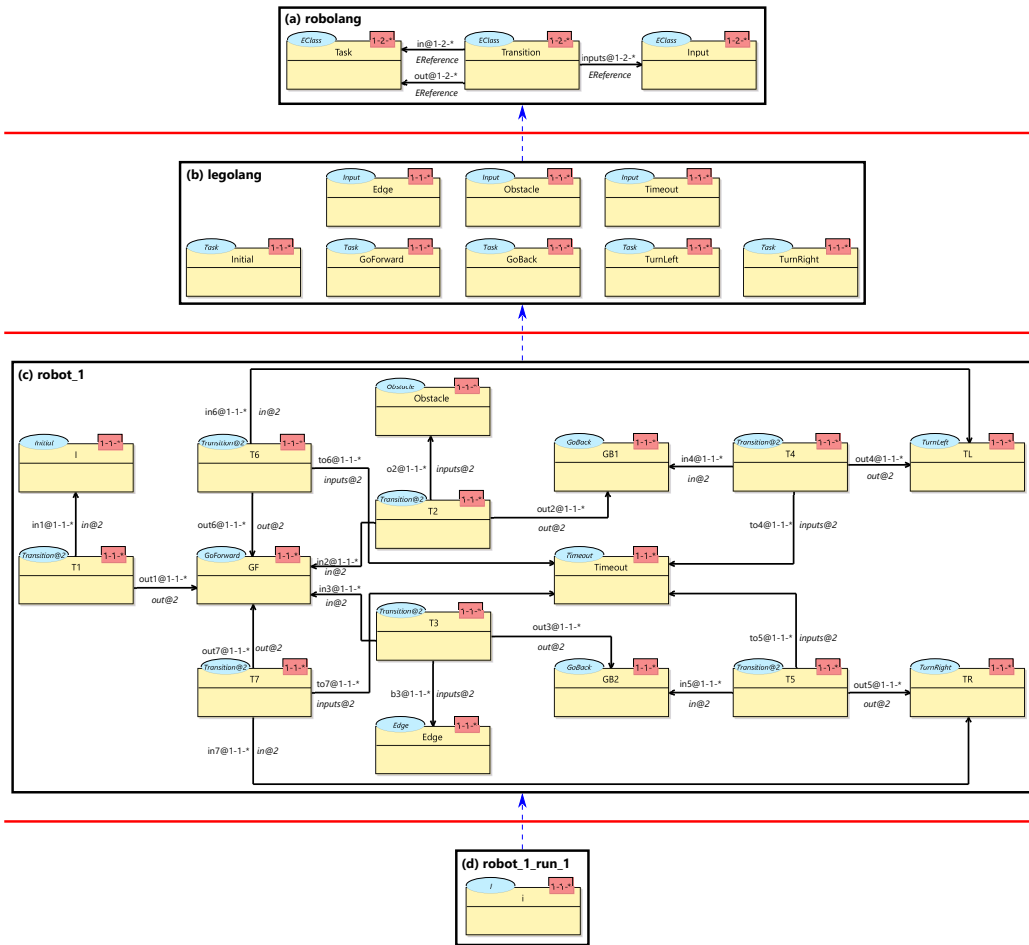 (a) robolang
EClass 1-2-* EClass 1-2-* EClass 1-2-*
Task in@1-2-* Transition inputs@1-2-* Input
EReference EReference
out@1-2-*
EReference
(b) legolang
Input 1-1-* Input 1-1-* Input 1-1-*
Edge Obstacle Timeout
Task 1-1-* Task 1-1-* Task 1-1-* Task 1-1-* Task 1-1-*
Initial GoForward GoBack TurnLeft TurnRight
(c) robot_1
Obstacle 1-1-*
Obstacle
in6@1-1-* in@2
Initial 1-1-* Transition@2 1-1-* GoBack 1-1-* Transition@2 1-1-* TurnLeft 1-1-*
I T6 GB1 T4 TL
to6@1-1-* o2@1-1-* inputs@2 in4@1-1-* out4@1-1-*
inputs@2 in@2 out@2
Transition@2 1-1-*
T2
out2@1-1-*
in1@1-1-* in@2 out6@1-1-* out@2 out@2 to4@1-1-* inputs@2
Transition@2 1-1-* GoForward 1-1-* in2@1-1-* Timeout 1-1-*
T1 GF in@2 Timeout
out1@1-1-* in3@1-1-*
out@2 in@2
Transition@2 1-1-*
T3
out3@1-1-*
out7@1-1-* out@2 out@2 to5@1-1-* inputs@2
Transition@2 1-1-* GoBack 1-1-* Transition@2 1-1-* TurnRight 1-1-*
T7 GB2 T5 TR
to7@1-1-* b3@1-1-* inputs@2 in5@1-1-* out5@1-1-*
inputs@2 in@2 out@2
Edge 1-1-*
Edge
in7@1-1-* in@2
(d) robot_1_run_1
I 1-1-*
i